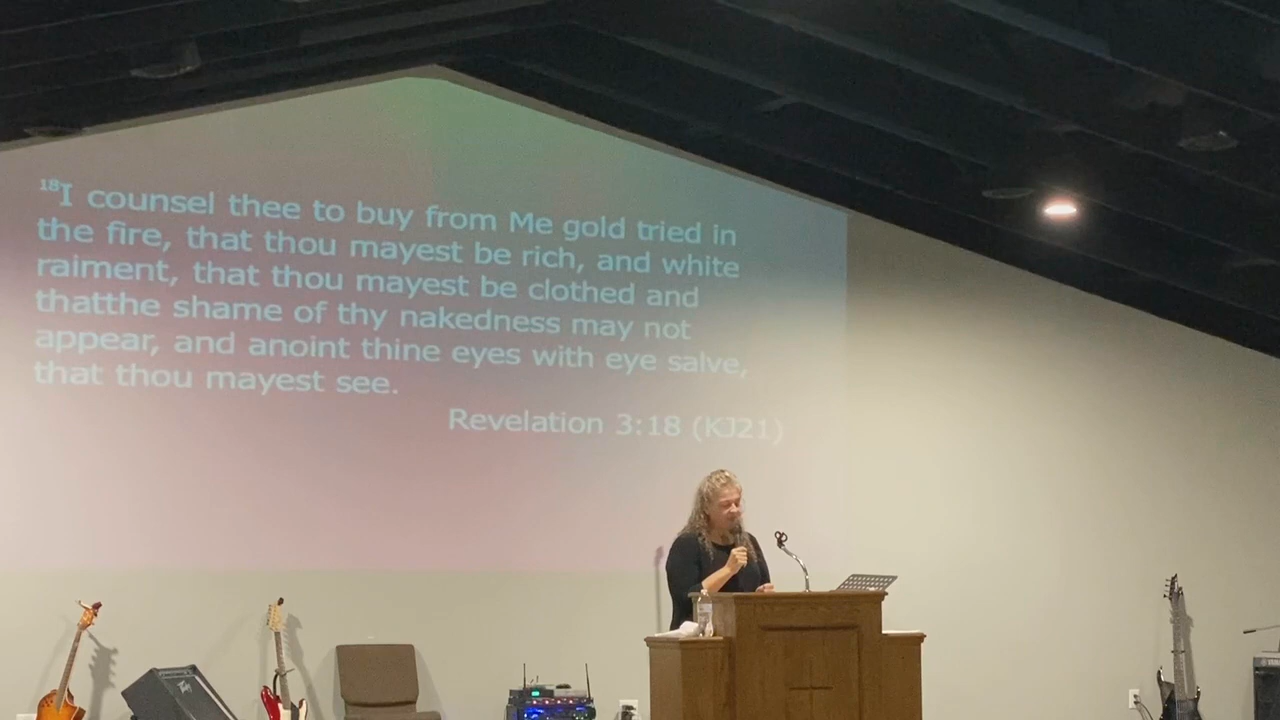 18I counsel thee to buy from Me gold tried in
the fire, that thou mayest be rich, and white
raiment, that thou mayest be clothed and
thatthe shame of thy nakedness may not
appear, and anoint thine eyes with eye salve,
that thou mayest see.
Revelation 3:18 (KJ21)